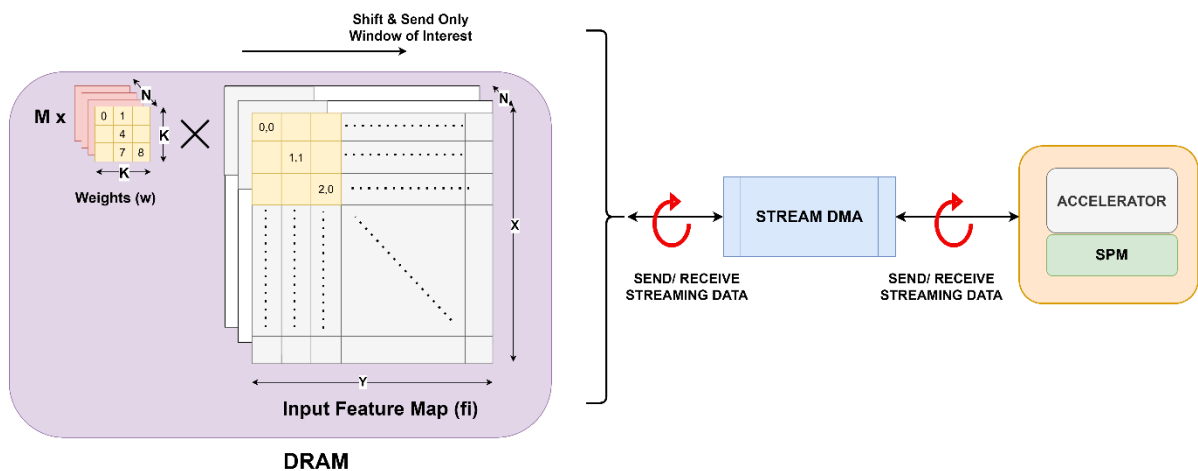 Shift & Send Only
Window of Interest
M x
N
0 1
4
7 8
K
K
Weights (w)
N
0,0
1,1
2,0
X
Y
Input Feature Map (fi)
DRAM
STREAM DMA
SEND/ RECEIVE
STREAMING DATA
SEND/ RECEIVE
STREAMING DATA
ACCELERATOR
SPM